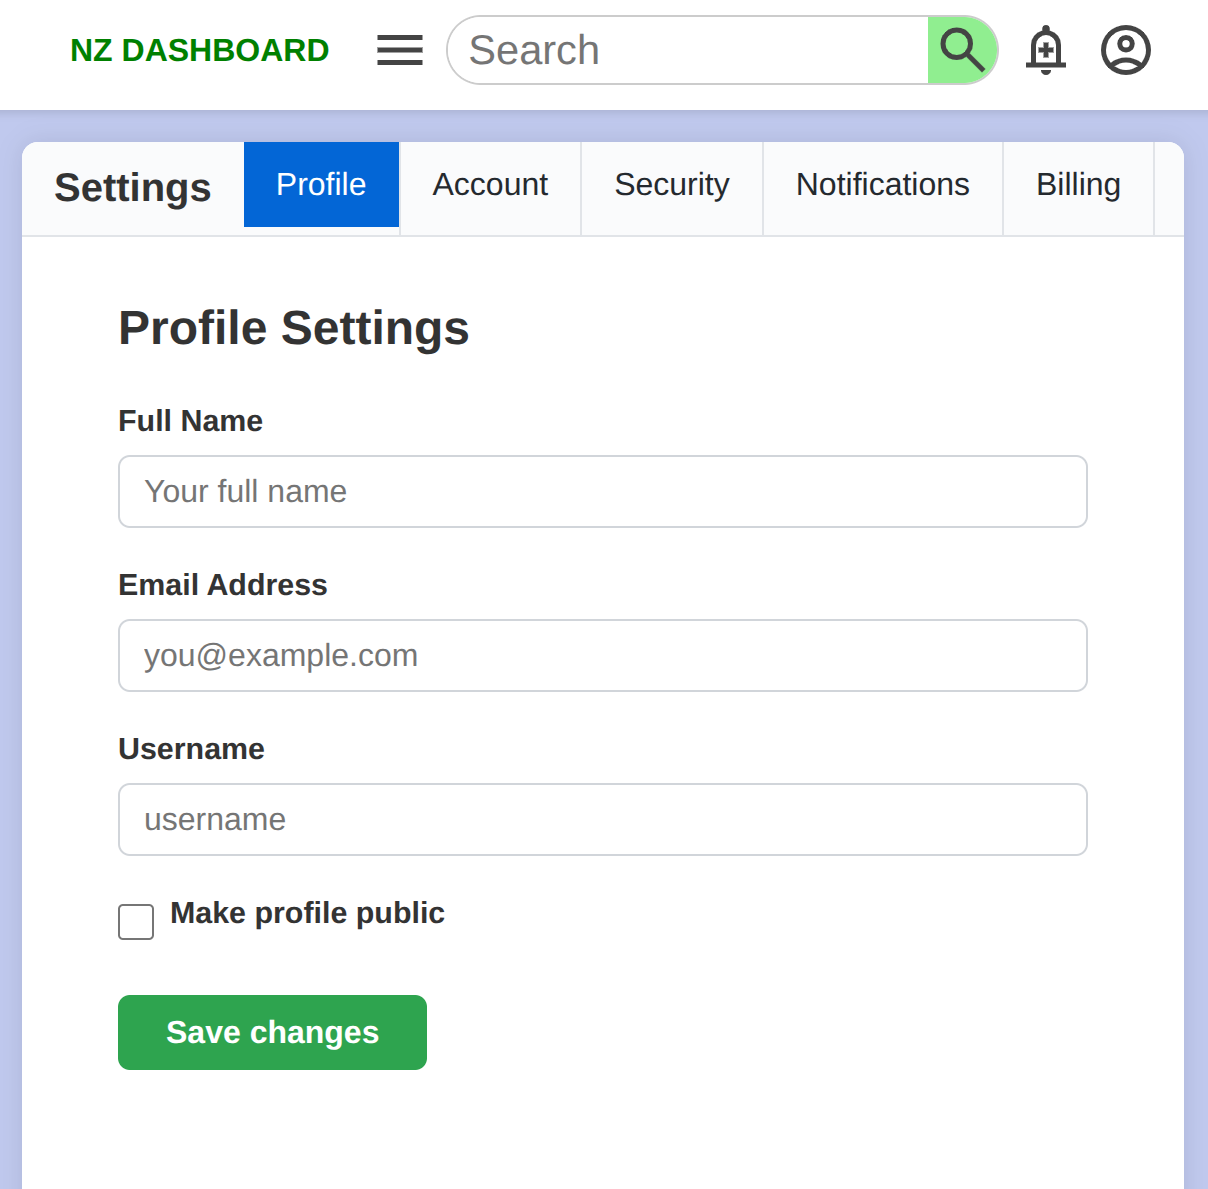 NZ DASHBOARD
Search
Settings Profile Account Security Notifications Billing
Profile Settings
Full Name
Your full name
Email Address
you@example.com
Username
username
Make profile public
Save changes